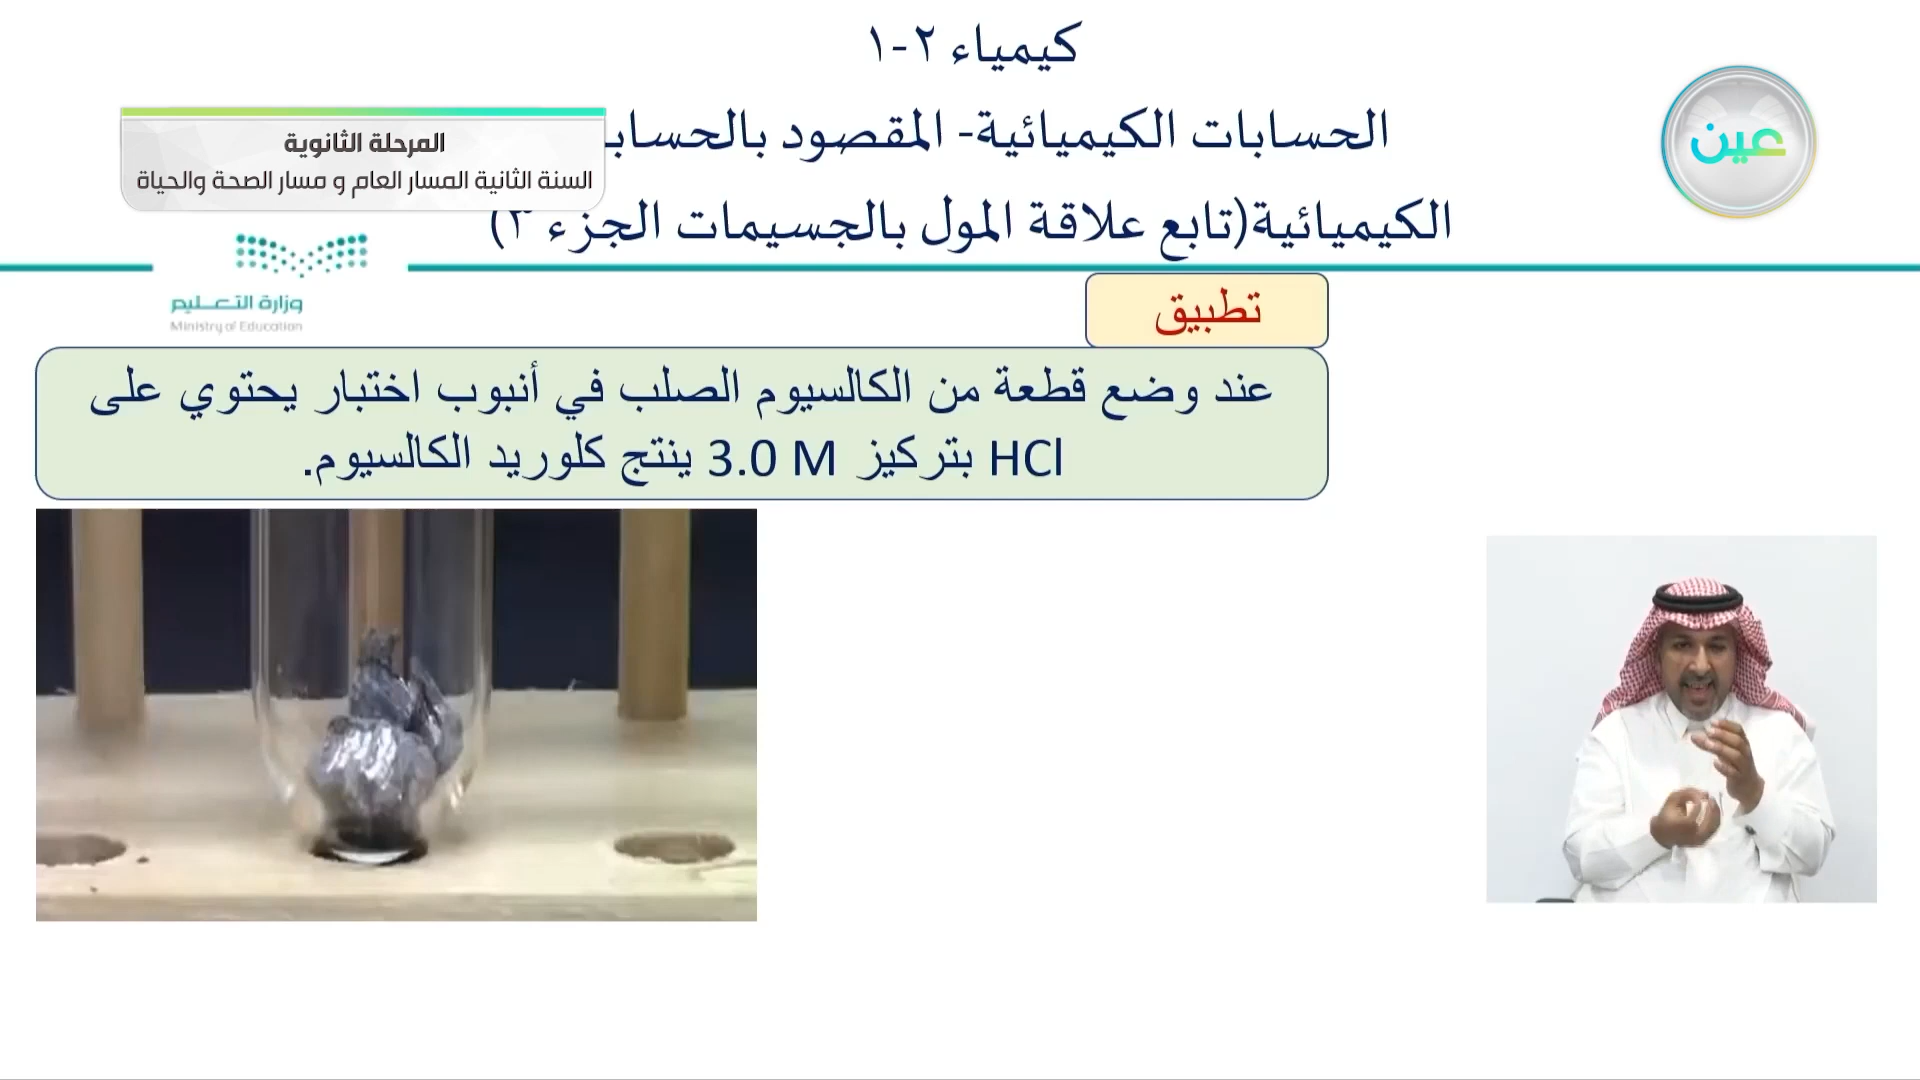 كيمياء ٢-١
الحسابات الكيميائية- المقصود بالحساب
الكيميائية(تابع علاقة المول بالجسيمات الجزء ٣)
المرحلة الثانوية
السنة الثانية المسار العام و مسار الصحة والحياة
عين
وزارة التعليم
Ministry of Education
تطبيق
عند وضع قطعة من الكالسيوم الصلب في أنبوب اختبار يحتوي على
HCl بتركيز 3.0 M ينتج كلوريد الكالسيوم.